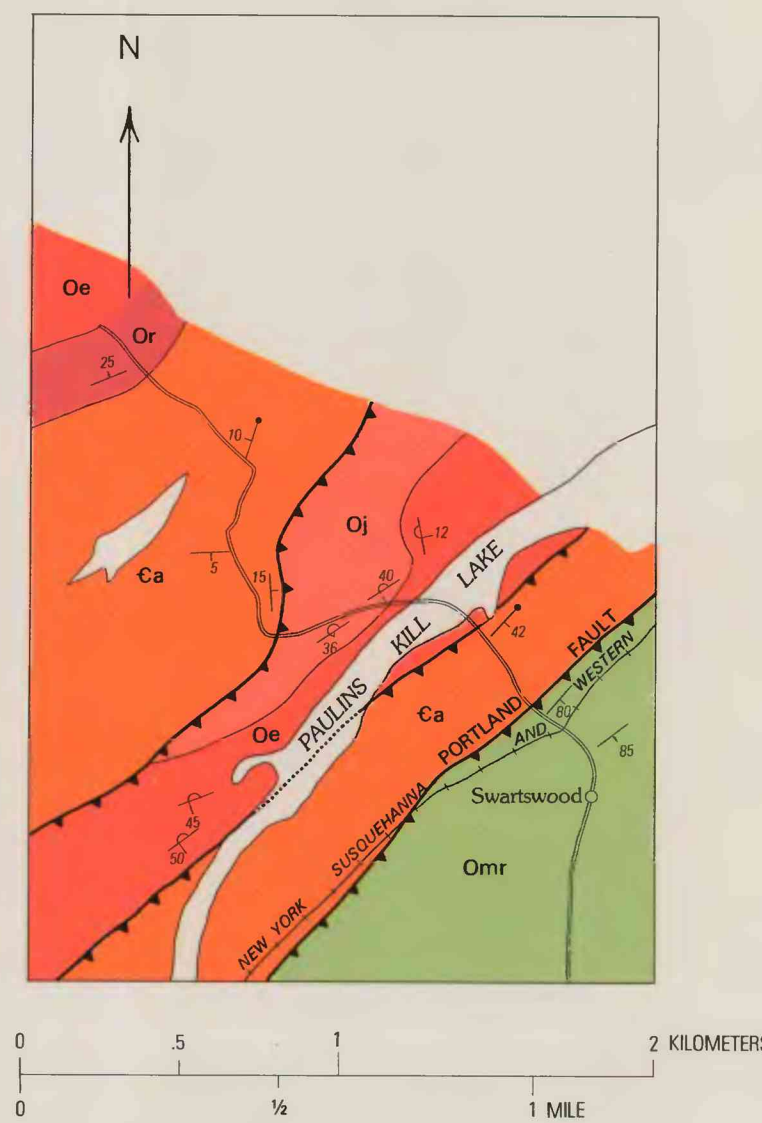 N
Oe
Or
25
10
Oj
12
Ꞓa
5
15
40
36
LAKE
KILL
PAULINS
42
FAULT
WESTERN
Ꞓa
80
PORTLAND
AND
85
Oe
Swartswood
45
50
SUSQUEHANNA
Omr
NEW YORK
0 .5 1 2 KILOMETERS
0 ½ 1 MILE